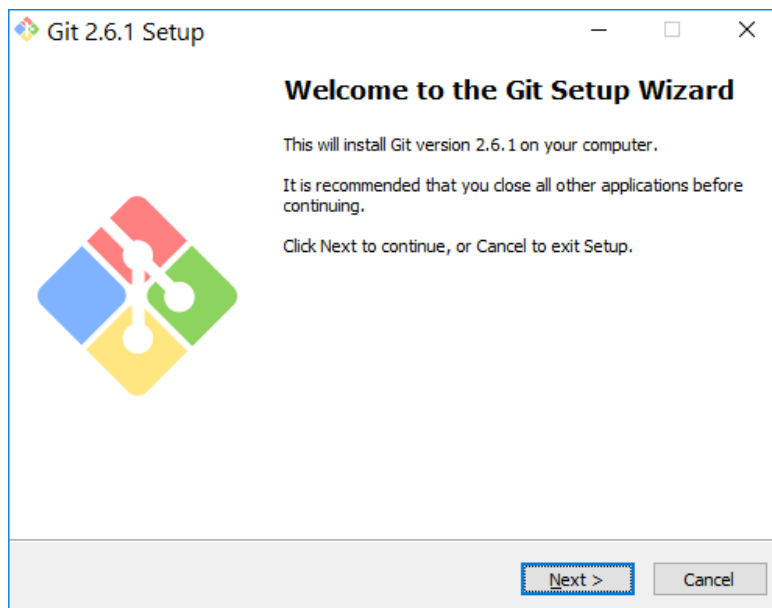 Git 2.6.1 Setup
Welcome to the Git Setup Wizard
This will install Git version 2.6.1 on your computer.
It is recommended that you close all other applications before
continuing.
Click Next to continue, or Cancel to exit Setup.
Next >
Cancel